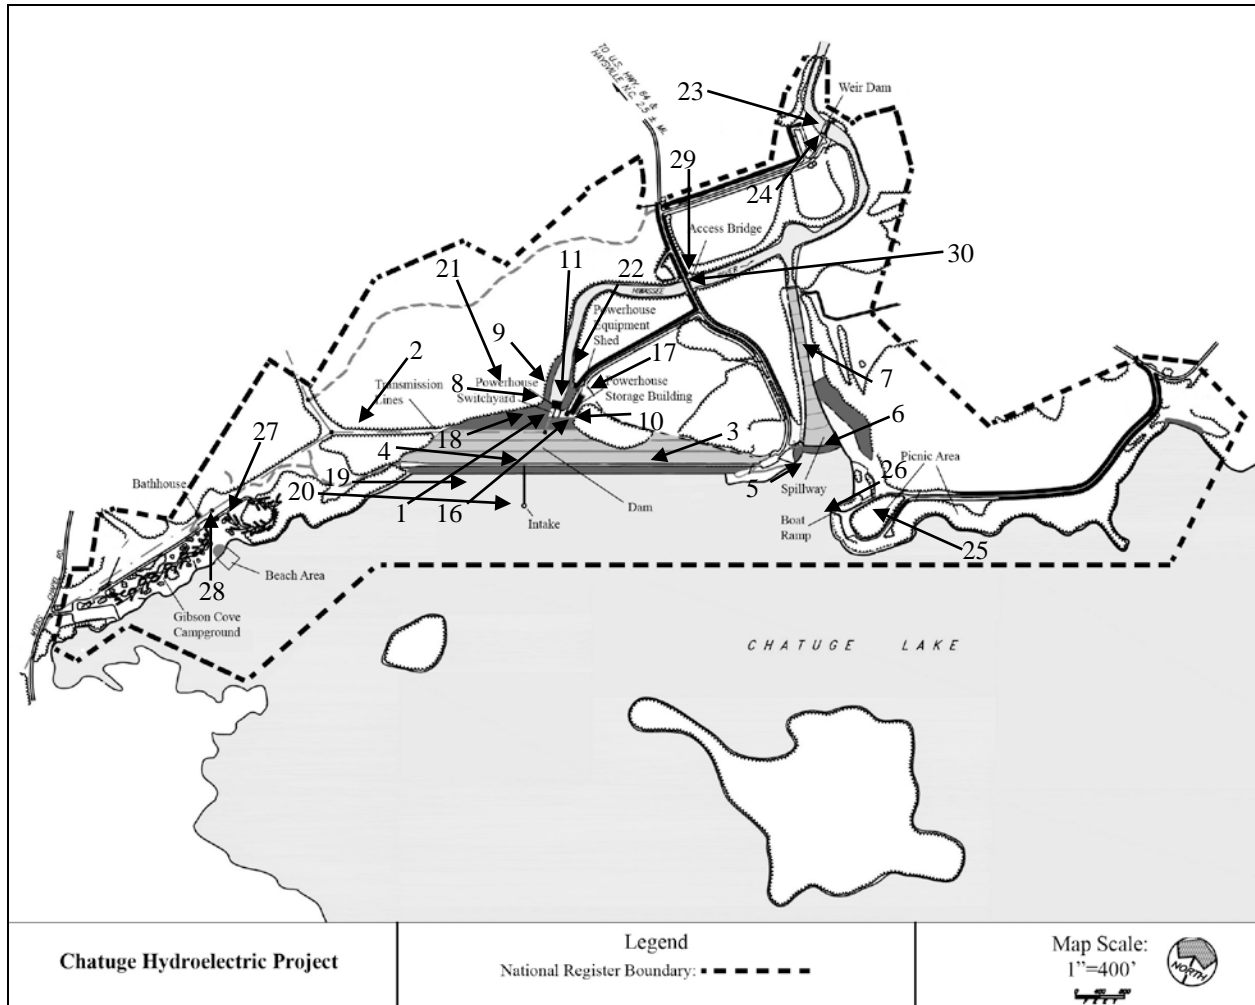 TO U.S. HWY. 64 &
HAYSVILLE N.C. 2.5 ± MI.
23
Weir Dam
29
24
Access Bridge
30
21
11
22
HIWASSEE
Powerhouse
Equipment
Shed
9
2
17
7
Transmission
Lines
8
Powerhouse
Switchyard
Powerhouse
Storage Building
6
10
18
27
3
4
Picnic Area
Bathhouse
19
5
Spillway
26
20
1
16
Dam
Intake
Boat
Ramp
25
28
Beach Area
Gibson Cove
Campground
CHATUGE LAKE
Chatuge Hydroelectric Project
Legend
National Register Boundary:
Map Scale:
1”=400’
NORTH
400 800